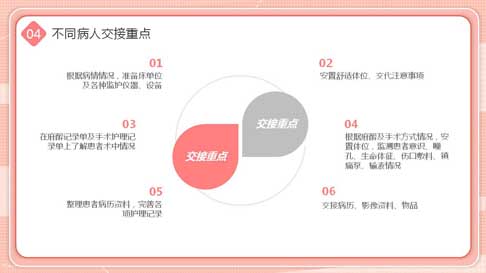 04 不同病人交接重点
01
根据病情情况，准备床单位
及各种监护仪器、设备
02
安置舒适体位、交代注意事项
03
在麻醉记录单及手术护理记
录单上了解患者术中情况
04
根据麻醉及手术方式情况，安
置体位，监测患者意识、瞳
孔、生命体征、伤口敷料、镇
痛泵、输液情况
交接重点
交接重点
05
整理患者病历资料，完善各
项护理记录
06
交接病历、影像资料、物品